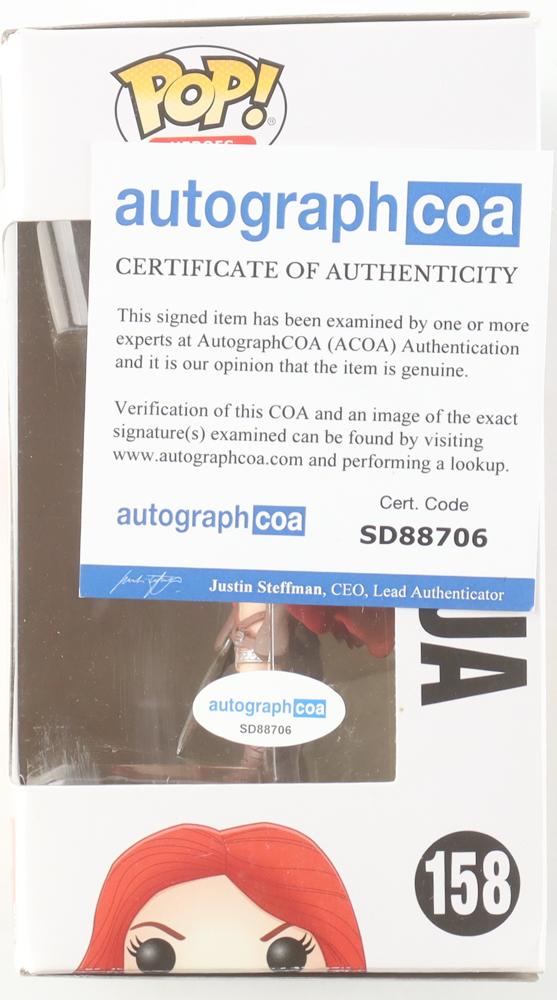 POP!
HEROES
autographcoa
CERTIFICATE OF AUTHENTICITY
This signed item has been examined by one or more
experts at AutographCOA (ACOA) Authentication
and it is our opinion that the item is genuine.
Verification of this COA and an image of the exact
signature(s) examined can be found by visiting
www.autographcoa.com and performing a lookup.
autographcoa
Cert. Code
SD88706
Justin Steffman, CEO, Lead Authenticator
JA
autographcoa
SD88706
158